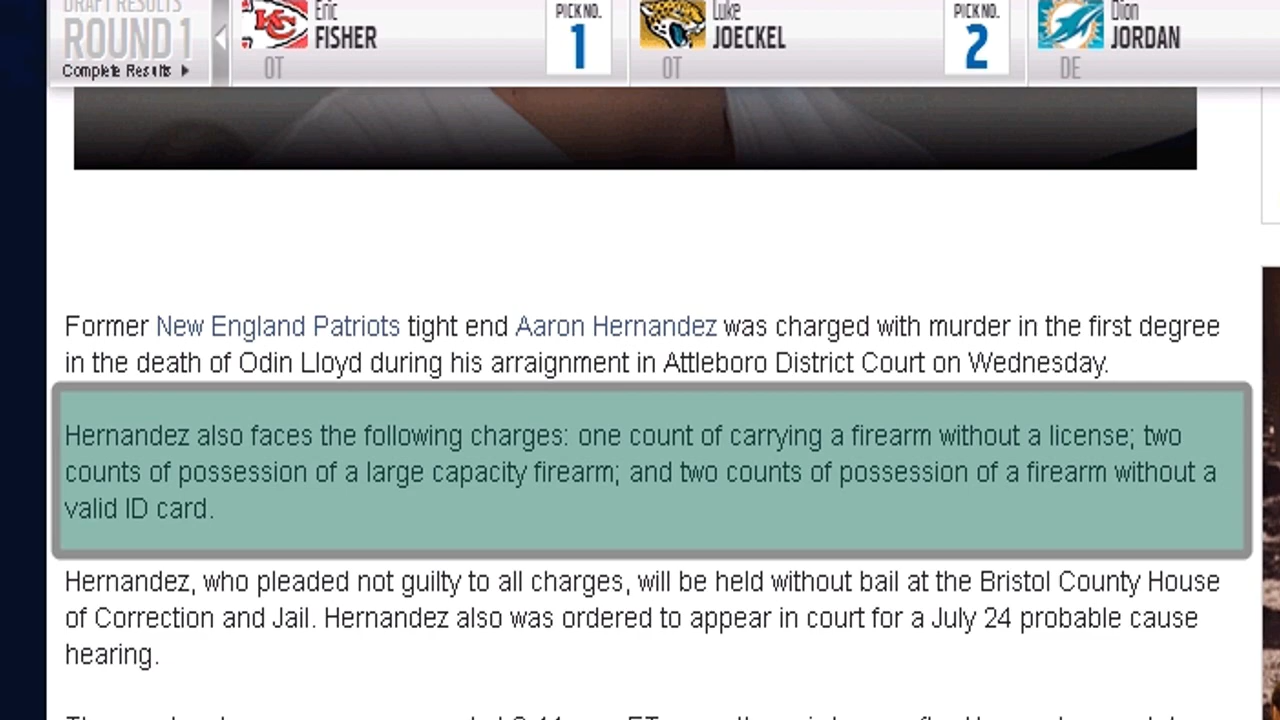 DRAFT RESULTS
ROUND 1
Complete Results
Eric
FISHER
OT
PICK NO.
1
Luke
JOECKEL
OT
PICK NO.
2
Dion
JORDAN
DE
Former New England Patriots tight end Aaron Hernandez was charged with murder in the first degree
in the death of Odin Lloyd during his arraignment in Attleboro District Court on Wednesday.
Hernandez also faces the following charges: one count of carrying a firearm without a license; two
counts of possession of a large capacity firearm; and two counts of possession of a firearm without a
valid ID card.
Hernandez, who pleaded not guilty to all charges, will be held without bail at the Bristol County House
of Correction and Jail. Hernandez also was ordered to appear in court for a July 24 probable cause
hearing.